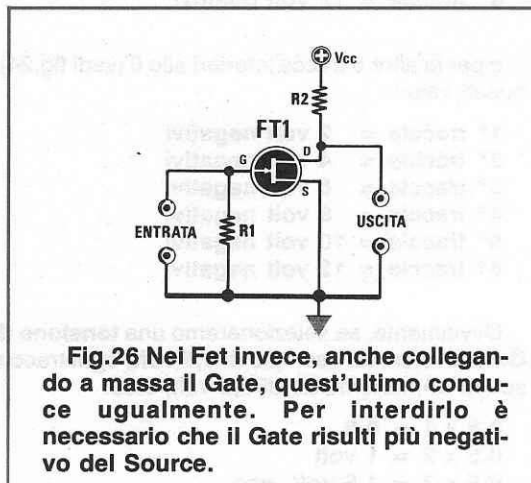 Vcc
R2
FT1
G
D
S
ENTRATA
R1
USCITA
Fig.26 Nei Fet invece, anche collegan-
do a massa il Gate, quest'ultimo condu-
ce ugualmente. Per interdirlo è
necessario che il Gate risulti più negati-
vo del Source.